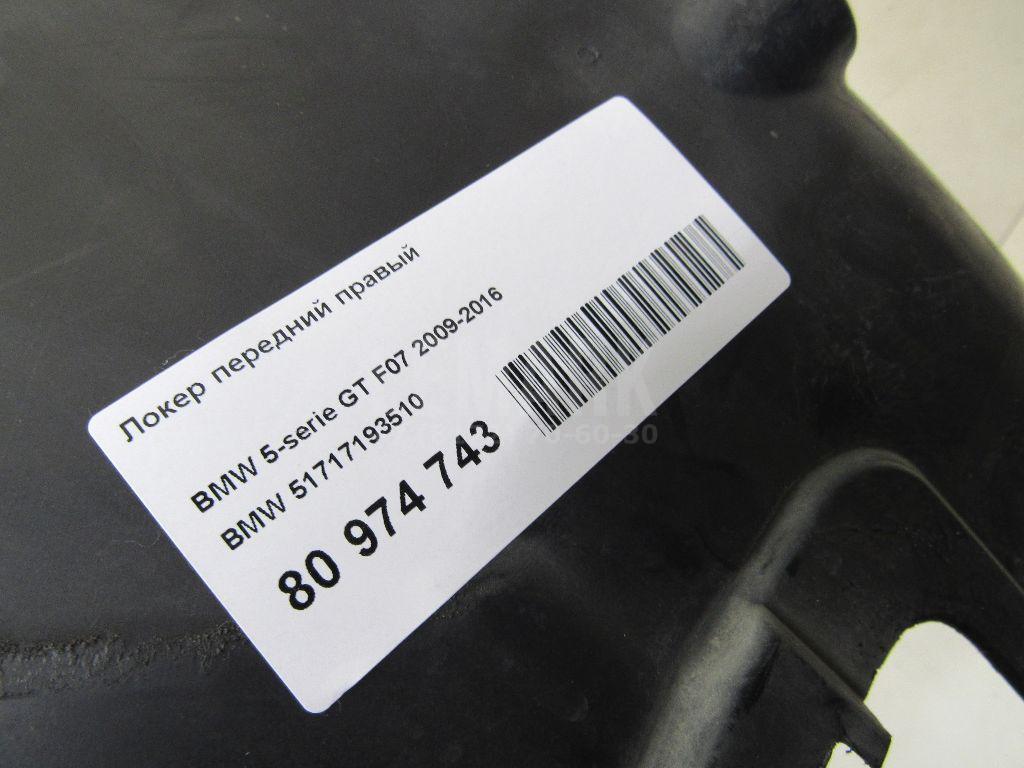 Локер передний правый
BMW 5-serie GT F07 2009-2016
BMW 51717193510
80 974 743